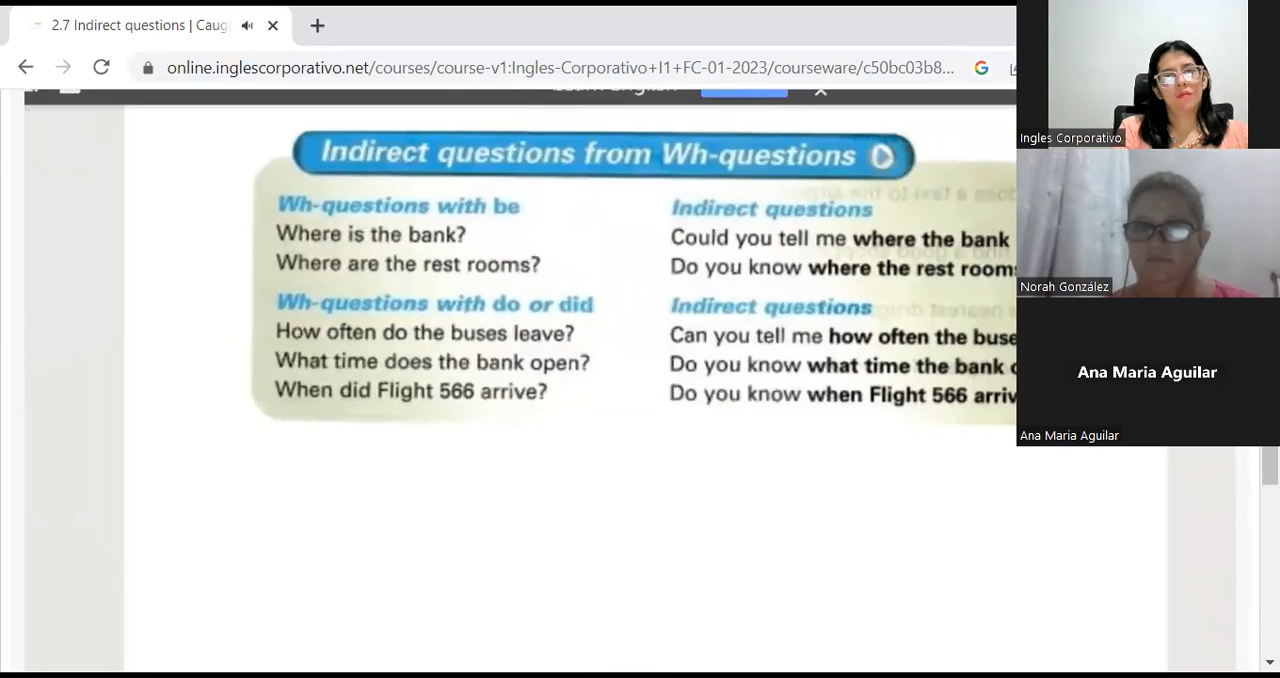 2.7 Indirect questions | Caug
online.inglescorporativo.net/courses/course-v1:Ingles-Corporativo+I1+FC-01-2023/courseware/c50bc03b8...
Indirect questions from Wh-questions
Wh-questions with be
Where is the bank?
Where are the rest rooms?
Indirect questions
Could you tell me where the bank
Do you know where the rest rooms
Wh-questions with do or did
How often do the buses leave?
What time does the bank open?
When did Flight 566 arrive?
Indirect questions
Can you tell me how often the buse
Do you know what time the bank
Do you know when Flight 566 arriv
Ingles Corporativo
Norah González
Ana Maria Aguilar
Ana Maria Aguilar